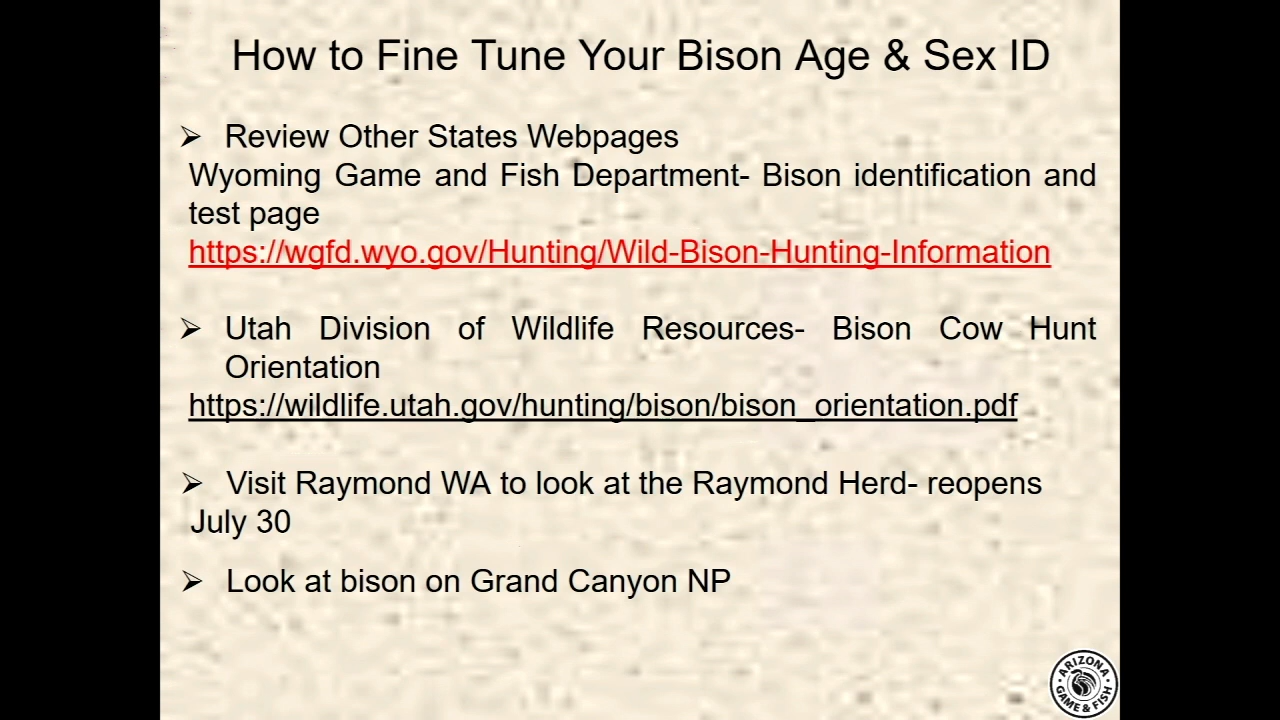 How to Fine Tune Your Bison Age & Sex ID
➢ Review Other States Webpages
Wyoming Game and Fish Department- Bison identification and
test page
https://wgfd.wyo.gov/Hunting/Wild-Bison-Hunting-Information
➢ Utah Division of Wildlife Resources- Bison Cow Hunt
Orientation
https://wildlife.utah.gov/hunting/bison/bison_orientation.pdf
➢ Visit Raymond WA to look at the Raymond Herd- reopens
July 30
➢ Look at bison on Grand Canyon NP
ARIZONA
GAME & FISH